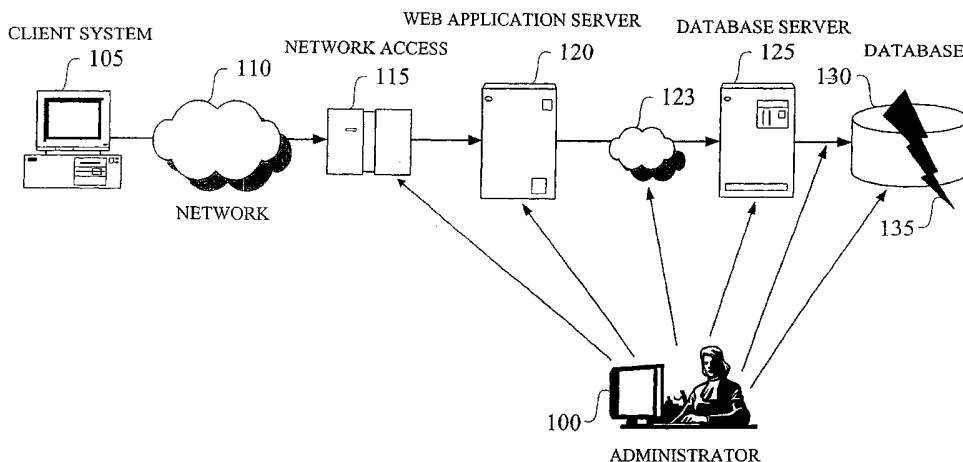 WEB APPLICATION SERVER
CLIENT SYSTEM
NETWORK ACCESS
DATABASE SERVER
DATABASE
105
110
115
120
123
125
130
NETWORK
135
100
ADMINISTRATOR